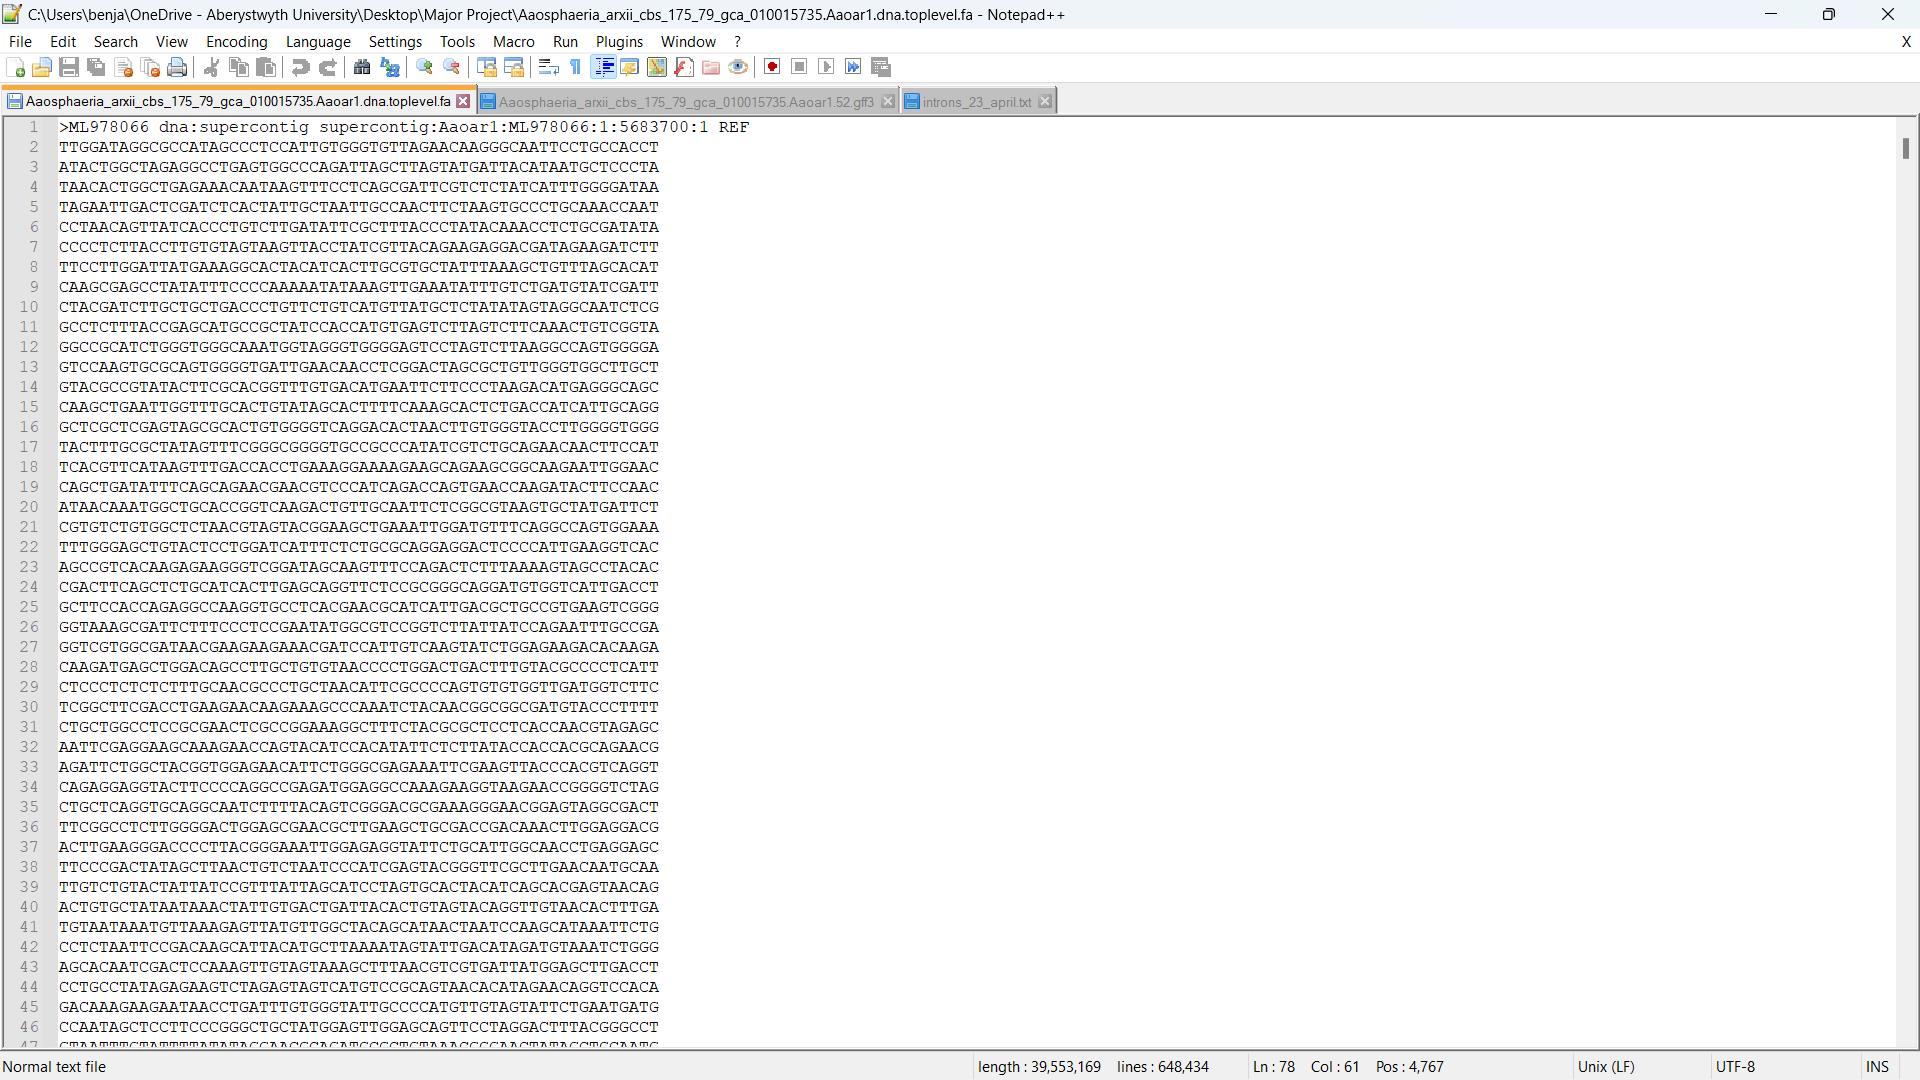 C:\Users\benja\OneDrive - Aberystwyth University\Desktop\Major Project\Aaosphaeria_arxii_cbs_175_79_gca_010015735.Aaoar1.dna.toplevel.fa - Notepad++
File Edit Search View Encoding Language Settings Tools Macro Run Plugins Window ? X
Aaosphaeria_arxii_cbs_175_79_gca_010015735.Aaoar1.dna.toplevel.fa Aaosphaeria_arxii_cbs_175_79_gca_010015735.Aaoar1.52.gff3 introns_23_april.txt
1 >ML978066 dna:supercontig supercontig:Aaoar1:ML978066:1:5683700:1 REF
2 TTGGATAGGCGCCATAGCCCTCCATTGTGGGTGTTAGAACAAGGGCAATTCCTGCCACCT
3 ATACTGGCTAGAGGCCTGAGTGGCCCAGATTAGCTTAGTATGATTACATAATGCTCCCTA
4 TAACACTGGCTGAGAAACAATAAGTTTCCTCAGCGATTCGTCTCTATCATTTGGGGATAA
5 TAGAATTGACTCGATCTCACTATTGCTAATTGCCAACTTCTAAGTGCCCTGCAAACCAAT
6 CCTAACAGTTATCACCCTGTCTTGATATTCGCTTTACCCTATACAAACCTCTGCGATATA
7 CCCCTCTTACCTTGTGTAGTAAGTTACCTATCGTTACAGAAGAGGACGATAGAAGATCTT
8 TTCCTTGGATTATGAAAGGCACTACATCACTTGCGTGCTATTTAAAGCTGTTTAGCACAT
9 CAAGCGAGCCTATATTTCCCCAAAAATATAAAGTTGAAATATTTGTCTGATGTATCGATT
10 CTACGATCTTGCTGCTGACCCTGTTCTGTCATGTTATGCTCTATATAGTAGGCAATCTCG
11 GCCTCTTTACCGAGCATGCCGCTATCCACCATGTGAGTCTTAGTCTTCAAACTGTCGGTA
12 GGCCGCATCTGGGTGGGCAAATGGTAGGGTGGGGAGTCCTAGTCTTAAGGCCAGTGGGGA
13 GTCCAAGTGCGCAGTGGGGTGATTGAACAACCTCGGACTAGCGCTGTTGGGTGGCTTGCT
14 GTACGCCGTATACTTCGCACGGTTTGTGACATGAATTCTTCCCTAAGACATGAGGGCAGC
15 CAAGCTGAATTGGTTTGCACTGTATAGCACTTTTCAAAGCACTCTGACCATCATTGCAGG
16 GCTCGCTCGAGTAGCGCACTGTGGGGTCAGGACACTAACTTGTGGGTACCTTGGGGTGGG
17 TACTTTGCGCTATAGTTTCGGGCGGGGTGCCGCCCATATCGTCTGCAGAACAACTTCCAT
18 TCACGTTCATAAGTTTGACCACCTGAAAGGAAAAGAAGCAGAAGCGGCAAGAATTGGAAC
19 CAGCTGATATTTCAGCAGAACGAACGTCCCATCAGACCAGTGAACCAAGATACTTCCAAC
20 ATAACAAATGGCTGCACCGGTCAAGACTGTTGCAATTCTCGGCGTAAGTGCTATGATTCT
21 CGTGTCTGTGGCTCTAACGTAGTACGGAAGCTGAAATTGGATGTTTCAGGCCAGTGGAAA
22 TTTGGGAGCTGTACTCCTGGATCATTTCTCTGCGCAGGAGGACTCCCCATTGAAGGTCAC
23 AGCCGTCACAAGAGAAGGGTCGGATAGCAAGTTTCCAGACTCTTTAAAAGTAGCCTACAC
24 CGACTTCAGCTCTGCATCACTTGAGCAGGTTCTCCGCGGGCAGGATGTGGTCATTGACCT
25 GCTTCCACCAGAGGCCAAGGTGCCTCACGAACGCATCATTGACGCTGCCGTGAAGTCGGG
26 GGTAAAGCGATTCTTTCCCTCCGAATATGGCGTCCGGTCTTATTATCCAGAATTTGCCGA
27 GGTCGTGGCGATAACGAAGAAGAAACGATCCATTGTCAAGTATCTGGAGAAGACACAAGA
28 CAAGATGAGCTGGACAGCCTTGCTGTGTAACCCCTGGACTGACTTTGTACGCCCCTCATT
29 CTCCCTCTCTCTTTGCAACGCCCTGCTAACATTCGCCCCAGTGTGTGGTTGATGGTCTTC
30 TCGGCTTCGACCTGAAGAACAAGAAAGCCCAAATCTACAACGGCGGCGATGTACCCTTTT
31 CTGCTGGCCTCCGCGAACTCGCCGGAAAGGCTTTCTACGCGCTCCTCACCAACGTAGAGC
32 AATTCGAGGAAGCAAAGAACCAGTACATCCACATATTCTCTTATACCACCACGCAGAACG
33 AGATTCTGGCTACGGTGGAGAACATTCTGGGCGAGAAATTCGAAGTTACCCACGTCAGGT
34 CAGAGGAGGTACTTCCCCAGGCCGAGATGGAGGCCAAAGAAGGTAAGAACCGGGGTCTAG
35 CTGCTCAGGTGCAGGCAATCTTTTACAGTCGGGACGCGAAAGGGAACGGAGTAGGCGACT
36 TTCGGCCTCTTGGGGACTGGAGCGAACGCTTGAAGCTGCGACCGACAAACTTGGAGGACG
37 ACTTGAAGGGACCCCTTACGGGAAATTGGAGAGGTATTCTGCATTGGCAACCTGAGGAGC
38 TTCCCGACTATAGCTTAACTGTCTAATCCCATCGAGTACGGGTTCGCTTGAACAATGCAA
39 TTGTCTGTACTATTATCCGTTTATTAGCATCCTAGTGCACTACATCAGCACGAGTAACAG
40 ACTGTGCTATAATAAACTATTGTGACTGATTACACTGTAGTACAGGTTGTAACACTTTGA
41 TGTAATAAATGTTAAAGAGTTATGTTGGCTACAGCATAACTAATCCAAGCATAAATTCTG
42 CCTCTAATTCCGACAAGCATTACATGCTTAAAATAGTATTGACATAGATGTAAATCTGGG
43 AGCACAATCGACTCCAAAGTTGTAGTAAAGCTTTAACGTCGTGATTATGGAGCTTGACCT
44 CCTGCCTATAGAGAAGTCTAGAGTAGTCATGTCCGCAGTAACACATAGAACAGGTCCACA
45 GACAAAGAAGAATAACCTGATTTGTGGGTATTGCCCCATGTTGTAGTATTCTGAATGATG
46 CCAATAGCTCCTTCCCGGGCTGCTATGGAGTTGGAGCAGTTCCTAGGACTTTACGGGCCT
47
Normal text file length : 39,553,169 lines : 648,434 Ln : 78 Col : 61 Pos : 4,767 Unix (LF) UTF-8 INS